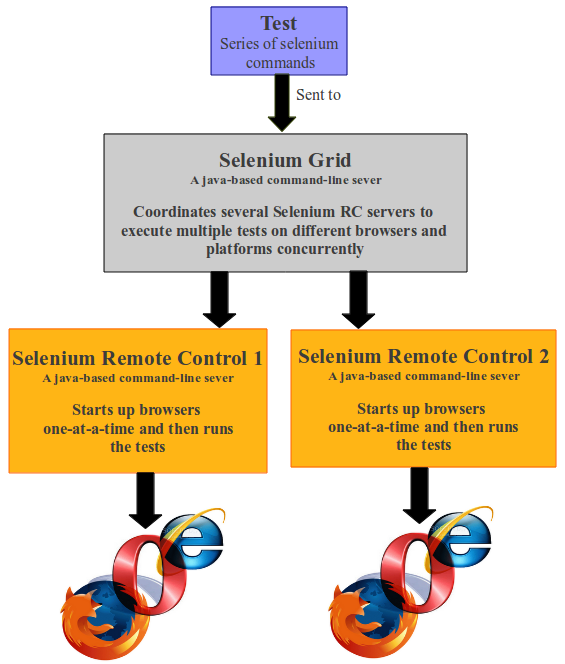 Test
Series of selenium
commands
Sent to
Selenium Grid
A java-based command-line sever
Coordinates several Selenium RC servers to
execute multiple tests on different browsers and
platforms concurrently
Selenium Remote Control 1
A java-based command-line sever
Starts up browsers
one-at-a-time and then runs
the tests
Selenium Remote Control 2
A java-based command-line sever
Starts up browsers
one-at-a-time and then runs
the tests